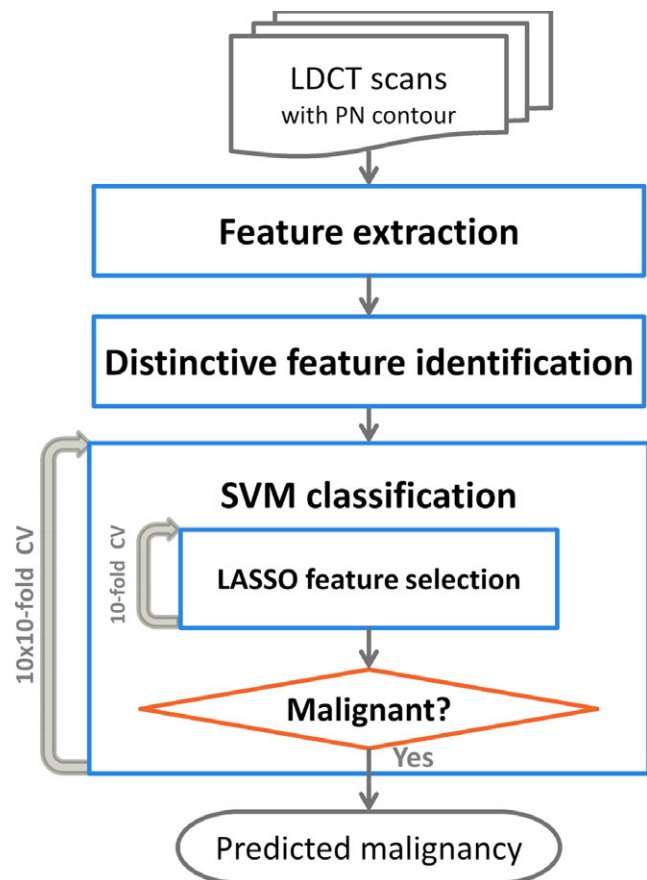 LDCT scans
with PN contour
Feature extraction
Distinctive feature identification
SVM classification
10x10-fold CV
10-fold CV
LASSO feature selection
Malignant?
Yes
Predicted malignancy